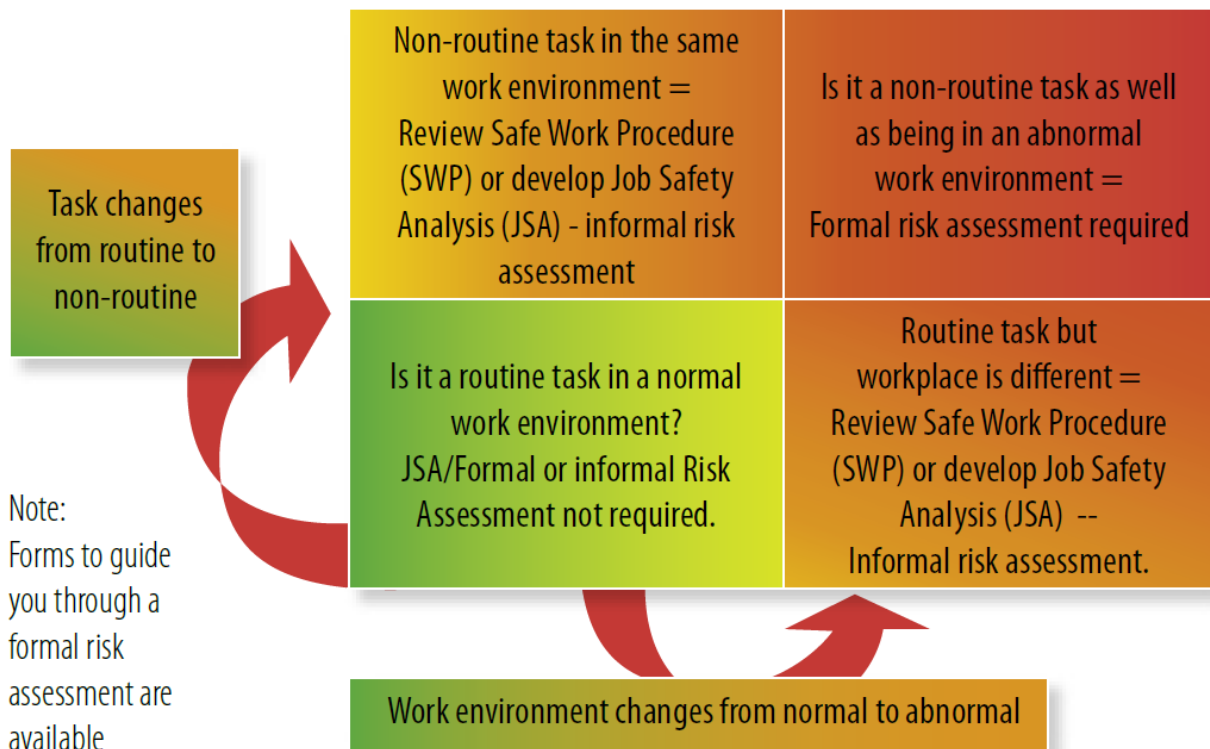 Non-routine task in the same
work environment =
Review Safe Work Procedure
(SWP) or develop Job Safety
Analysis (JSA) - informal risk
assessment
Is it a non-routine task as well
as being in an abnormal
work environment =
Formal risk assessment required
Task changes
from routine to
non-routine
Is it a routine task in a normal
work environment?
JSA/Formal or informal Risk
Assessment not required.
Routine task but
workplace is different =
Review Safe Work Procedure
(SWP) or develop Job Safety
Analysis (JSA) --
Informal risk assessment.
Note:
Forms to guide
you through a
formal risk
assessment are
available
Work environment changes from normal to abnormal